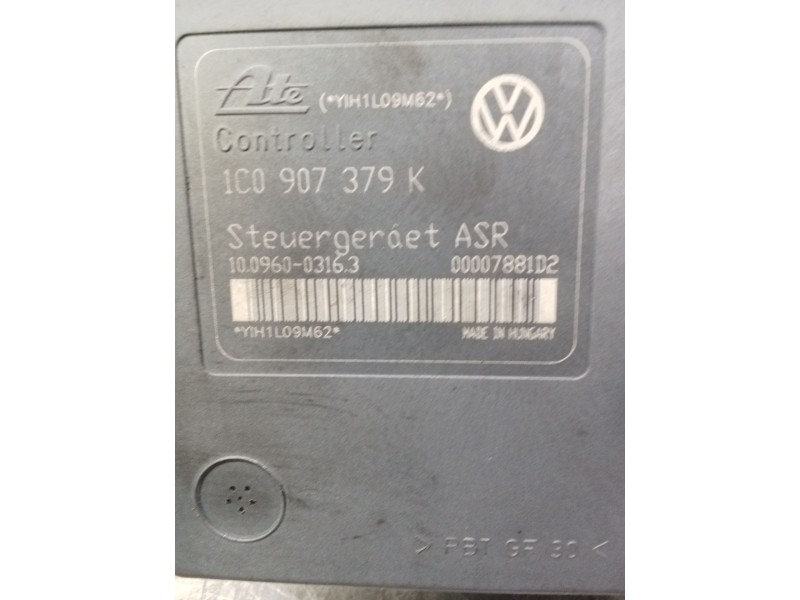 Ate (*YIH1L09M62*)
Controller
1C0 907 379 K
Steuergeräet ASR
10.0960-0316.3 00007881D2
*YIH1L09M62* MADE IN HUNGARY
> PBT GF 30 <